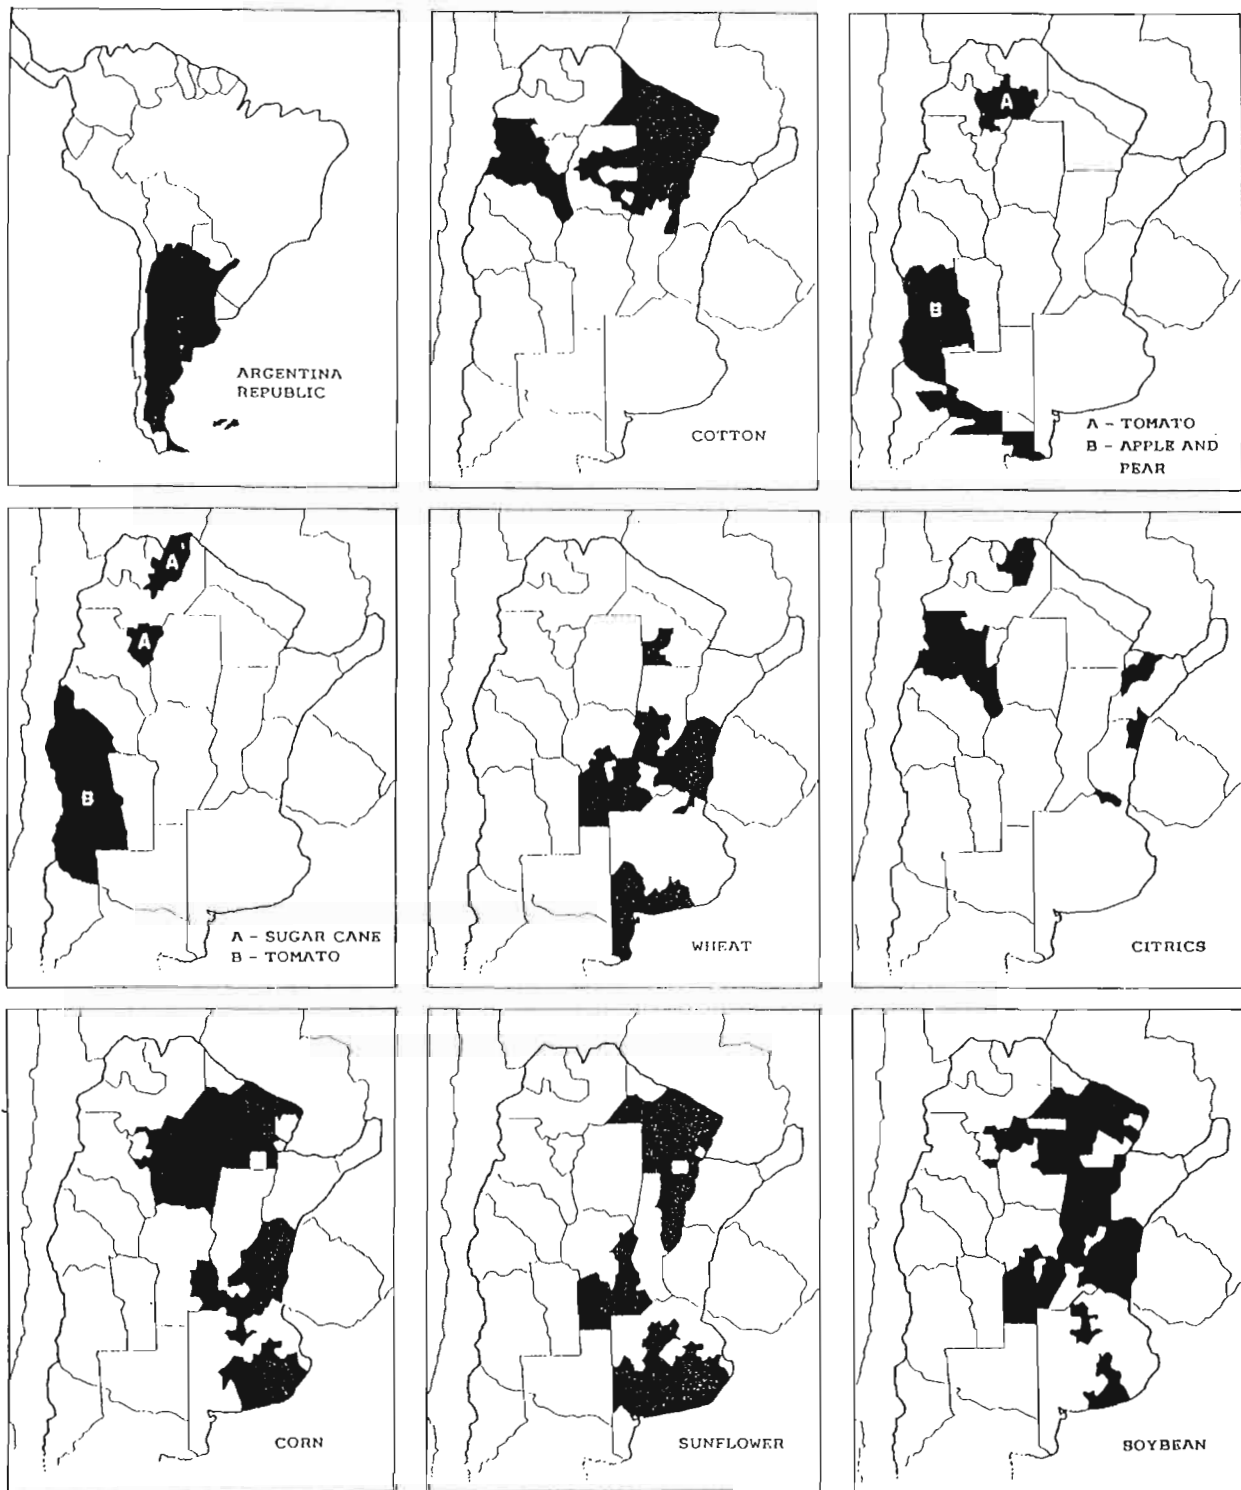 ARGENTINA
REPUBLIC
COTTON
A
B
A - TOMATO
B - APPLE AND
PEAR
A
A
B
A - SUGAR CANE
B - TOMATO
WHEAT
CITRICS
CORN
SUNFLOWER
SOYBEAN